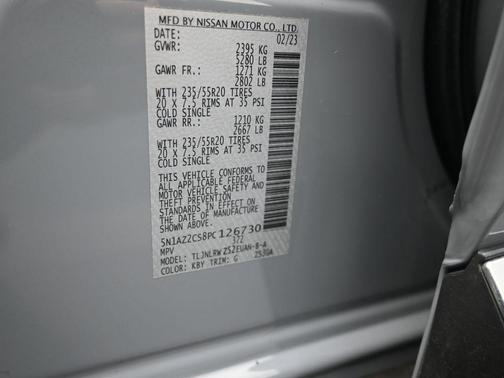 MFD BY NISSAN MOTOR CO., LTD.
DATE: 02/23
GVWR: 2395 KG
5280 LB
GAWR FR.: 1271 KG
2802 LB
WITH 235/55R20 TIRES
20 X 7.5 RIMS AT 35 PSI
COLD SINGLE
GAWR RR.: 1210 KG
2667 LB
WITH 235/55R20 TIRES
20 X 7.5 RIMS AT 35 PSI
COLD SINGLE
THIS VEHICLE CONFORMS TO
ALL APPLICABLE FEDERAL
MOTOR VEHICLE SAFETY AND
THEFT PREVENTION
STANDARDS IN EFFECT ON
THE DATE OF MANUFACTURE
5N1AZ2CS8PC126730
MPV 372
MODEL: TLJNLRWZS2EUAN-B-A
COLOR: KBY TRIM: G